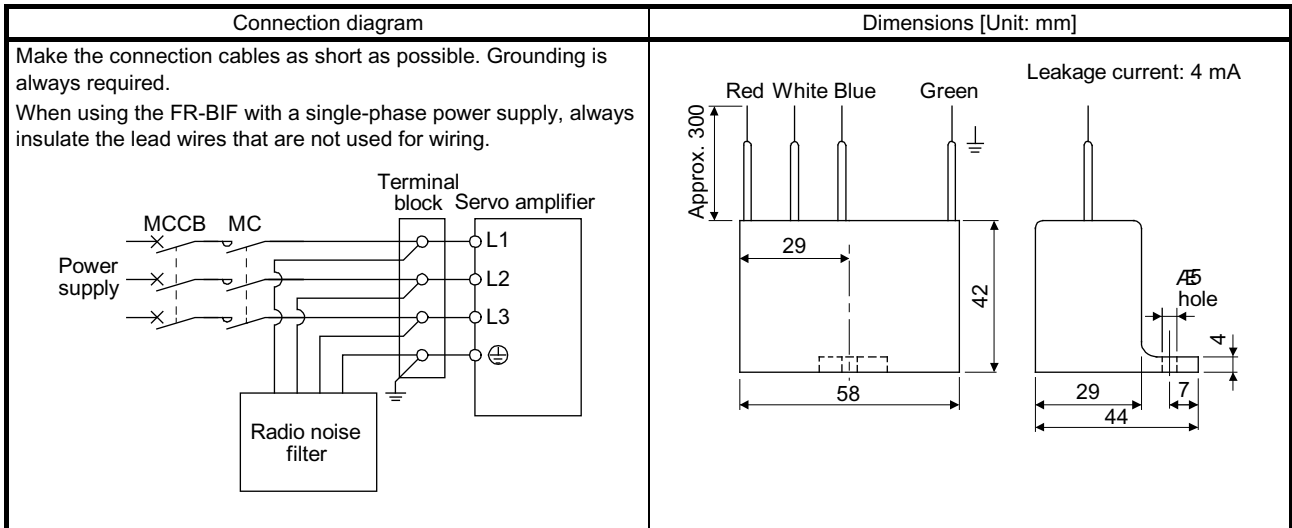 Connection diagram
Make the connection cables as short as possible. Grounding is
always required.
When using the FR-BIF with a single-phase power supply, always
insulate the lead wires that are not used for wiring.
Terminal
block
Servo amplifier
MCCB
MC
L1
Power
supply
L2
L3
Radio noise
filter
Dimensions [Unit: mm]
Leakage current: 4 mA
Red
White
Blue
Green
Approx. 300
29
42
58
Æ5
hole
4
29
7
44